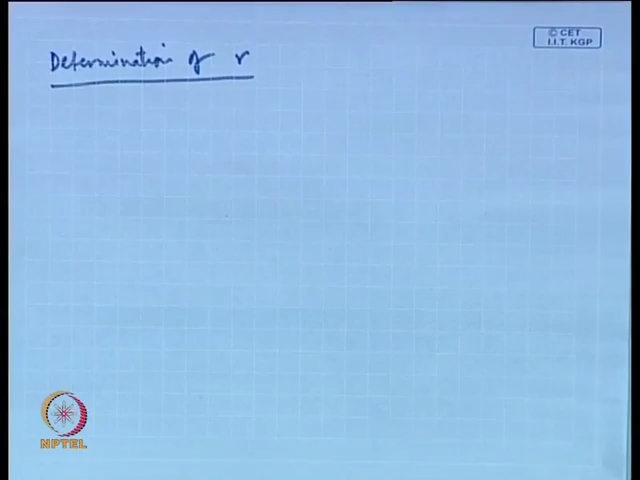 Determination of r
© CET
I.I.T. KGP
NPTEL